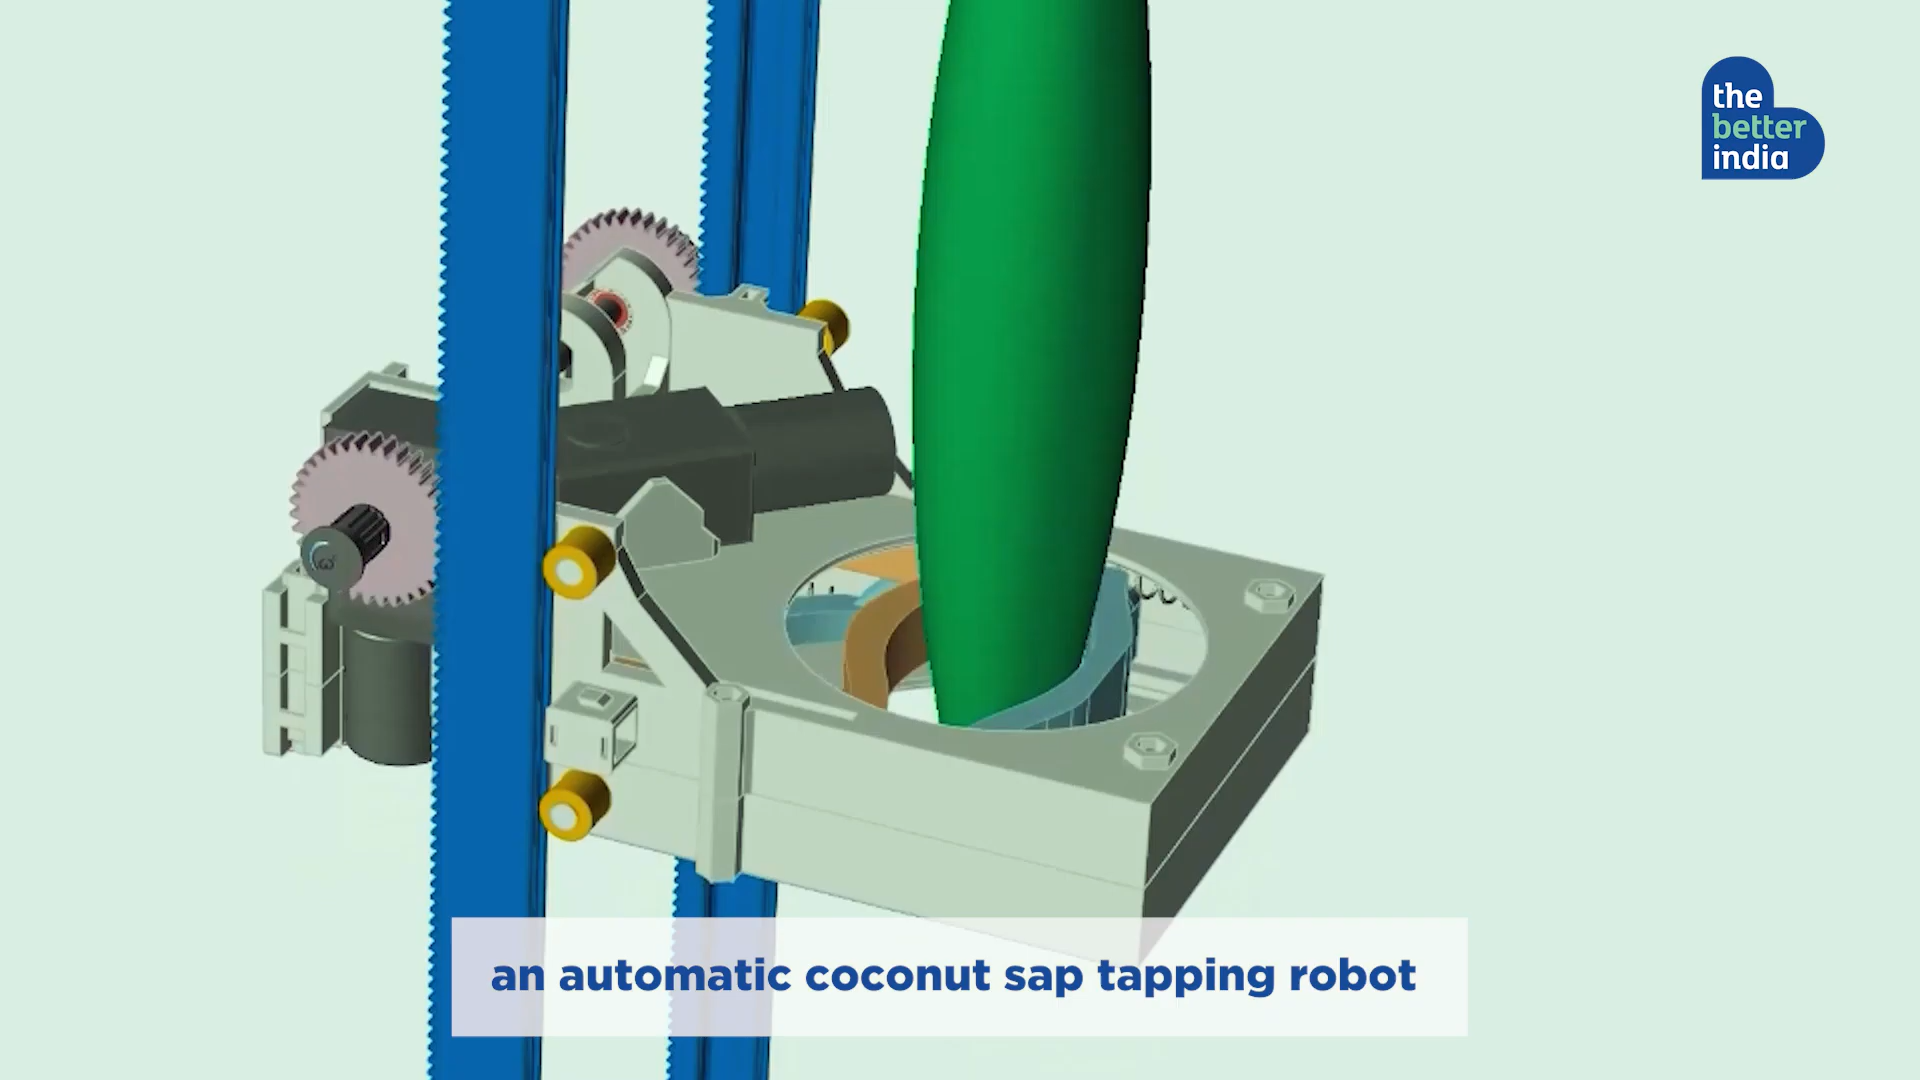 the
better
india
an automatic coconut sap tapping robot